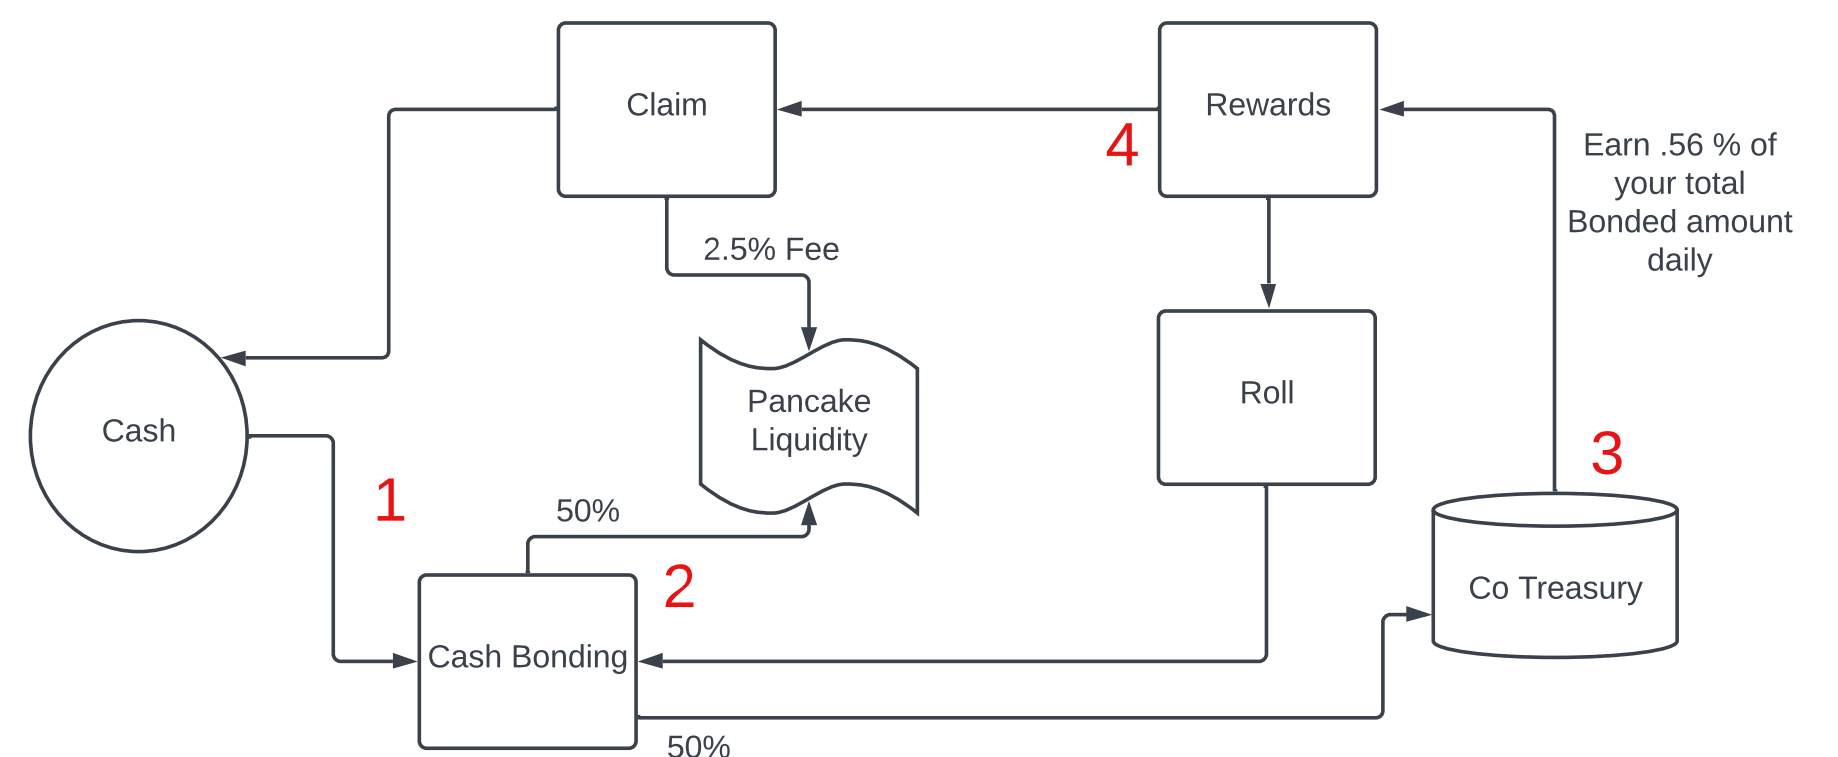 Claim
Rewards
4
Earn .56 % of
your total
Bonded amount
daily
2.5% Fee
Cash
Pancake
Liquidity
Roll
3
1
50%
2
Co Treasury
Cash Bonding
50%